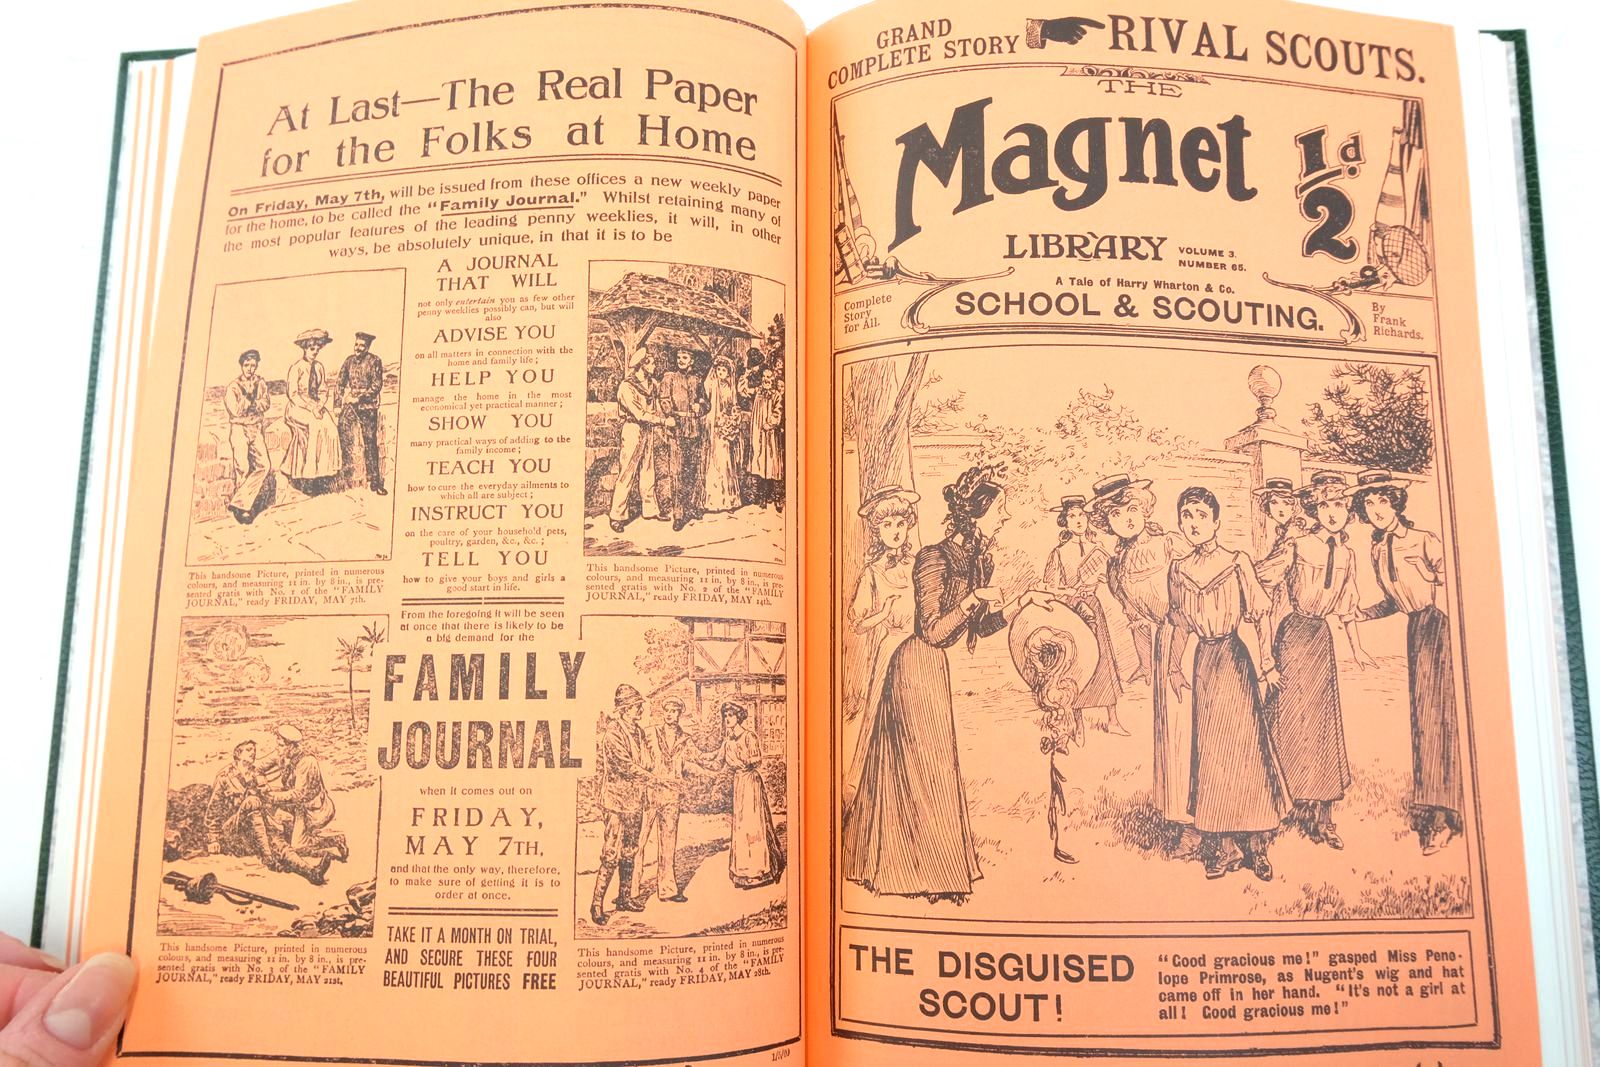 At Last—The Real Paper
for the Folks at Home
On Friday, May 7th, will be issued from these offices a new weekly paper
for the home, to be called the "Family Journal." Whilst retaining many of
the most popular features of the leading penny weeklies, it will, in other
ways, be absolutely unique, in that it is to be
A JOURNAL
THAT WILL
not only entertain you as few other
penny weeklies possibly can, but will
also
ADVISE YOU
on all matters in connection with the
home and family life;
HELP YOU
manage the home in the most
economical yet practical manner;
SHOW YOU
many practical ways of adding to the
family income;
TEACH YOU
how to cure the everyday ailments to
which all are subject;
INSTRUCT YOU
on the care of your household pets,
poultry, garden, &c., &c.;
TELL YOU
how to give your boys and girls a
good start in life.
This handsome Picture, printed in numerous
colours, and measuring 11 in. by 8 in., is pre-
sented gratis with No. 1 of the "FAMILY
JOURNAL," ready FRIDAY, MAY 7th.
This handsome Picture, printed in numerous
colours, and measuring 11 in. by 8 in., is pre-
sented gratis with No. 2 of the "FAMILY
JOURNAL," ready FRIDAY, MAY 14th.
From the foregoing it will be seen
at once that there is likely to be
a big demand for the
FAMILY
JOURNAL
when it comes out on
FRIDAY,
MAY 7TH,
and that the only way, therefore,
to make sure of getting it is to
order at once.
TAKE IT A MONTH ON TRIAL,
AND SECURE THESE FOUR
BEAUTIFUL PICTURES FREE
This handsome Picture, printed in numerous
colours, and measuring 11 in. by 8 in., is pre-
sented gratis with No. 3 of the "FAMILY
JOURNAL," ready FRIDAY, MAY 21st.
This handsome Picture, printed in numerous
colours, and measuring 11 in. by 8 in., is pre-
sented gratis with No. 4 of the "FAMILY
JOURNAL," ready FRIDAY, MAY 28th.
1/5/09
GRAND
COMPLETE STORY
RIVAL SCOUTS.
THE
Magnet
1d.
2
LIBRARY
VOLUME 3.
NUMBER 65.
A Tale of Harry Wharton & Co.
SCHOOL & SCOUTING.
Complete
Story
for All.
By
Frank
Richards.
THE DISGUISED
SCOUT!
"Good gracious me!" gasped Miss Pene-
lope Primrose, as Nugent's wig and hat
came off in her hand. "It's not a girl at
all! Good gracious me!"